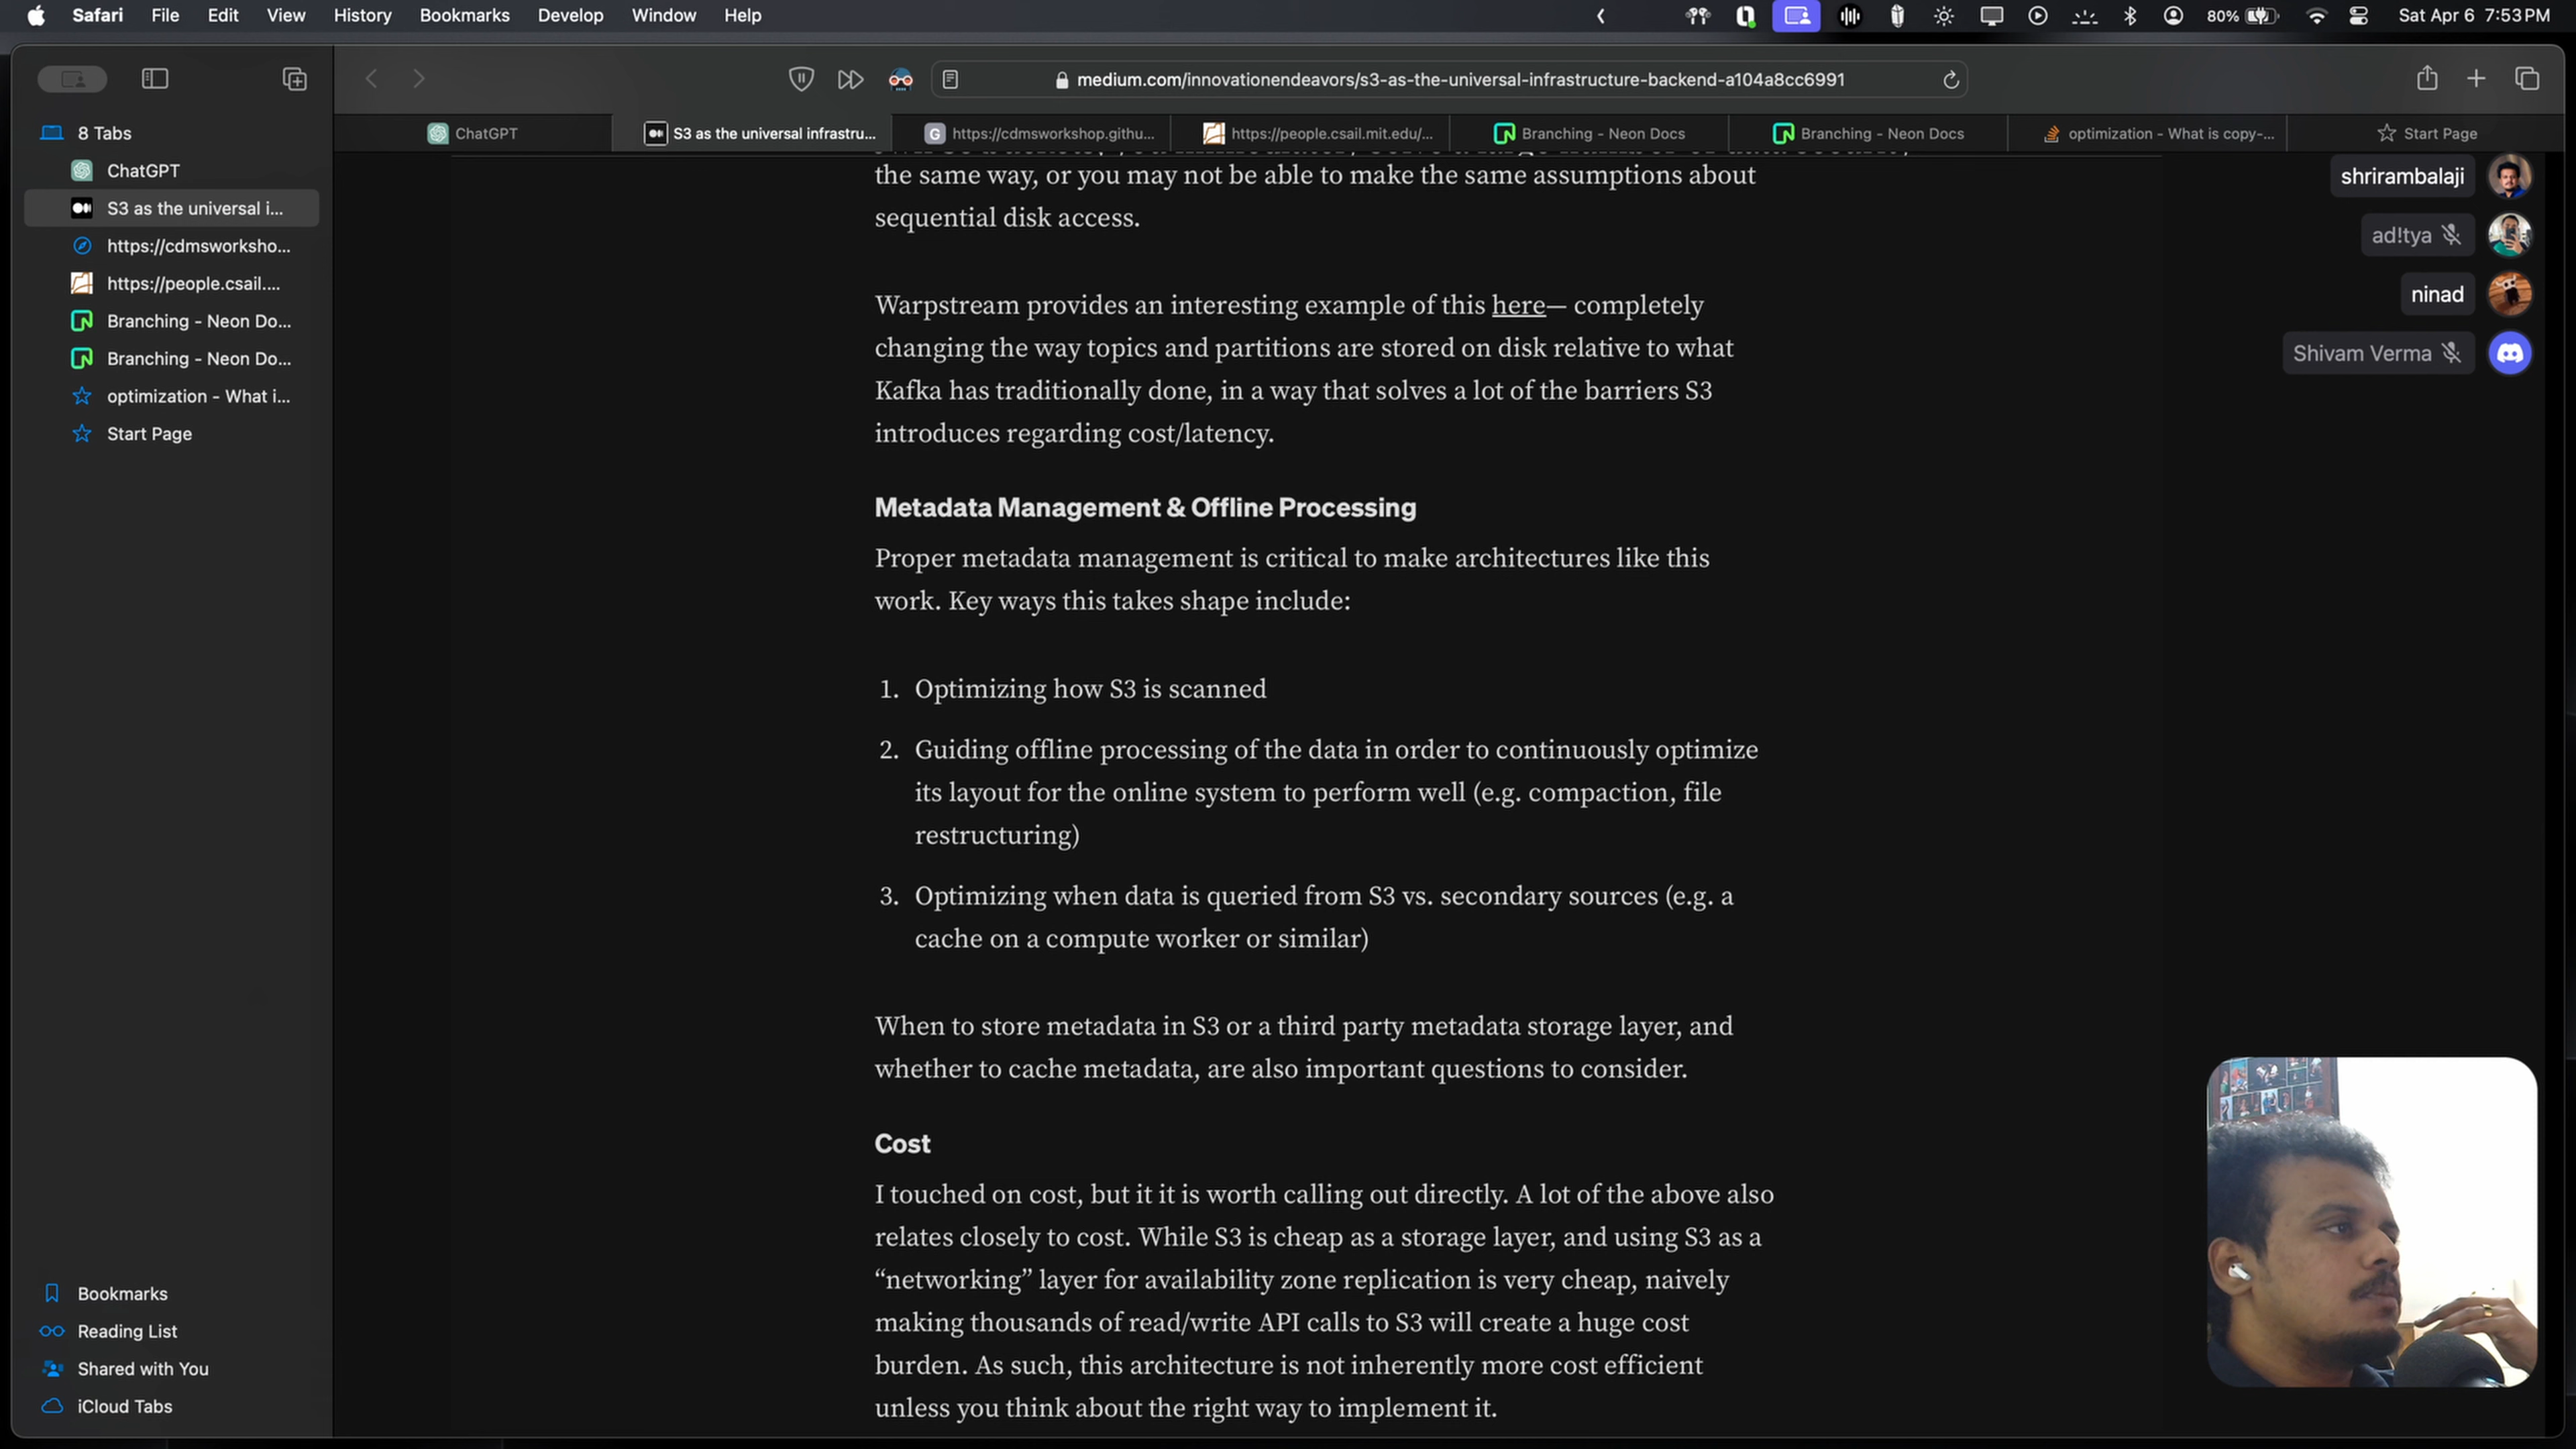 Safari File Edit View History Bookmarks Develop Window Help 80% Sat Apr 6 7:53 PM
medium.com/innovationendeavors/s3-as-the-universal-infrastructure-backend-a104a8cc6991
8 Tabs
ChatGPT
S3 as the universal i...
https://cdmsworksho...
https://people.csail....
Branching - Neon Do...
Branching - Neon Do...
optimization - What i...
Start Page
Bookmarks
Reading List
Shared with You
iCloud Tabs
ChatGPT
S3 as the universal infrastru...
G https://cdmsworkshop.githu...
https://people.csail.mit.edu/...
Branching - Neon Docs
Branching - Neon Docs
optimization - What is copy-...
Start Page
the same way, or you may not be able to make the same assumptions about
sequential disk access.
Warpstream provides an interesting example of this here— completely
changing the way topics and partitions are stored on disk relative to what
Kafka has traditionally done, in a way that solves a lot of the barriers S3
introduces regarding cost/latency.
Metadata Management & Offline Processing
Proper metadata management is critical to make architectures like this
work. Key ways this takes shape include:
1. Optimizing how S3 is scanned
2. Guiding offline processing of the data in order to continuously optimize
its layout for the online system to perform well (e.g. compaction, file
restructuring)
3. Optimizing when data is queried from S3 vs. secondary sources (e.g. a
cache on a compute worker or similar)
When to store metadata in S3 or a third party metadata storage layer, and
whether to cache metadata, are also important questions to consider.
Cost
I touched on cost, but it it is worth calling out directly. A lot of the above also
relates closely to cost. While S3 is cheap as a storage layer, and using S3 as a
“networking” layer for availability zone replication is very cheap, naively
making thousands of read/write API calls to S3 will create a huge cost
burden. As such, this architecture is not inherently more cost efficient
unless you think about the right way to implement it.
shrirambalaji
ad!tya
ninad
Shivam Verma